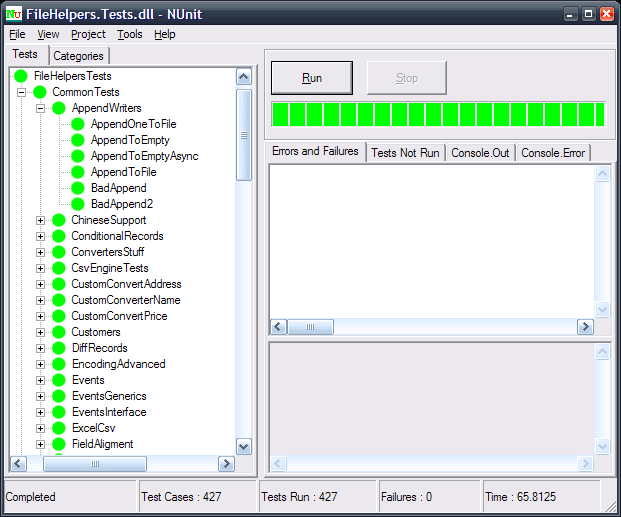 FileHelpers.Tests.dll - NUnit
File View Project Tools Help
Tests Categories
FileHelpersTests
CommonTests
AppendWriters
AppendOneToFile
AppendToEmpty
AppendToEmptyAsync
AppendToFile
BadAppend
BadAppend2
ChineseSupport
ConditionalRecords
ConvertersStuff
CsvEngineTests
CustomConvertAddress
CustomConverterName
CustomConvertPrice
Customers
DiffRecords
EncodingAdvanced
Events
EventsGenerics
EventsInterface
ExcelCsv
FieldAligment
Run Stop
Errors and Failures Tests Not Run Console.Out Console.Error
Completed Test Cases : 427 Tests Run : 427 Failures : 0 Time : 65.8125